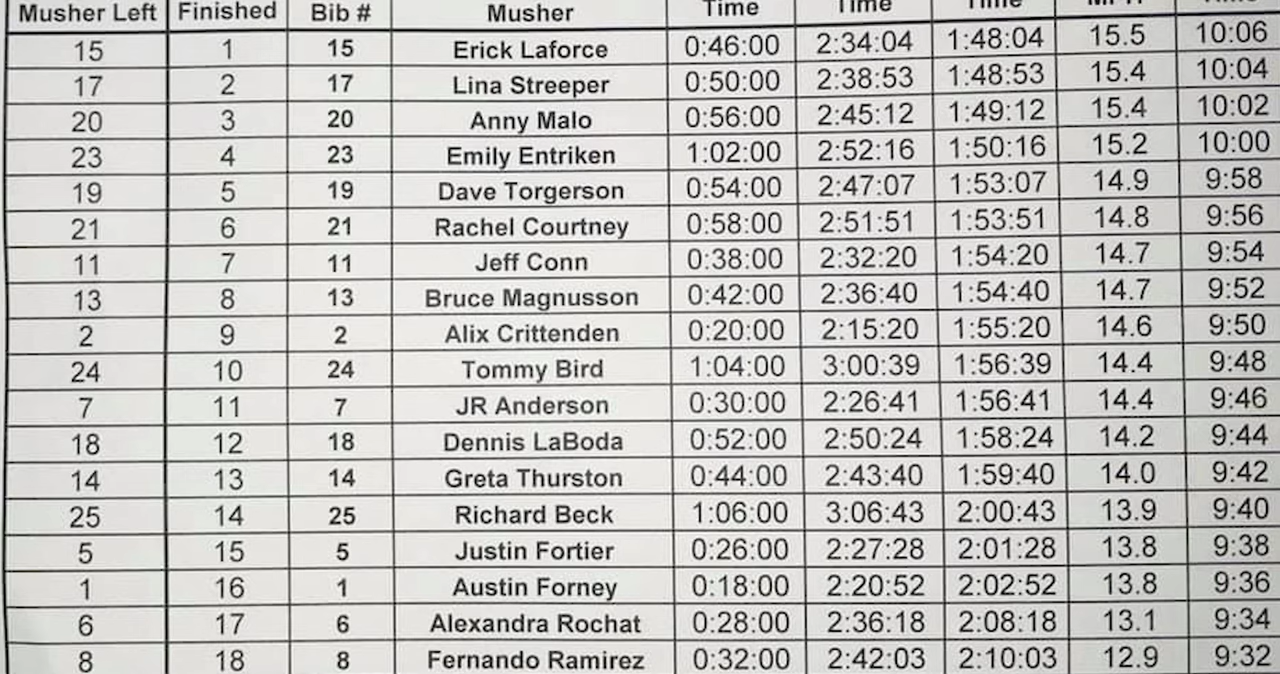 Musher Left Finished Bib # Musher Time Time Time MPH Time
15 1 15 Erick Laforce 0:46:00 2:34:04 1:48:04 15.5 10:06
17 2 17 Lina Streeper 0:50:00 2:38:53 1:48:53 15.4 10:04
20 3 20 Anny Malo 0:56:00 2:45:12 1:49:12 15.4 10:02
23 4 23 Emily Entriken 1:02:00 2:52:16 1:50:16 15.2 10:00
19 5 19 Dave Torgerson 0:54:00 2:47:07 1:53:07 14.9 9:58
21 6 21 Rachel Courtney 0:58:00 2:51:51 1:53:51 14.8 9:56
11 7 11 Jeff Conn 0:38:00 2:32:20 1:54:20 14.7 9:54
13 8 13 Bruce Magnusson 0:42:00 2:36:40 1:54:40 14.7 9:52
2 9 2 Alix Crittenden 0:20:00 2:15:20 1:55:20 14.6 9:50
24 10 24 Tommy Bird 1:04:00 3:00:39 1:56:39 14.4 9:48
7 11 7 JR Anderson 0:30:00 2:26:41 1:56:41 14.4 9:46
18 12 18 Dennis LaBoda 0:52:00 2:50:24 1:58:24 14.2 9:44
14 13 14 Greta Thurston 0:44:00 2:43:40 1:59:40 14.0 9:42
25 14 25 Richard Beck 1:06:00 3:06:43 2:00:43 13.9 9:40
5 15 5 Justin Fortier 0:26:00 2:27:28 2:01:28 13.8 9:38
1 16 1 Austin Forney 0:18:00 2:20:52 2:02:52 13.8 9:36
6 17 6 Alexandra Rochat 0:28:00 2:36:18 2:08:18 13.1 9:34
8 18 8 Fernando Ramirez 0:32:00 2:42:03 2:10:03 12.9 9:32